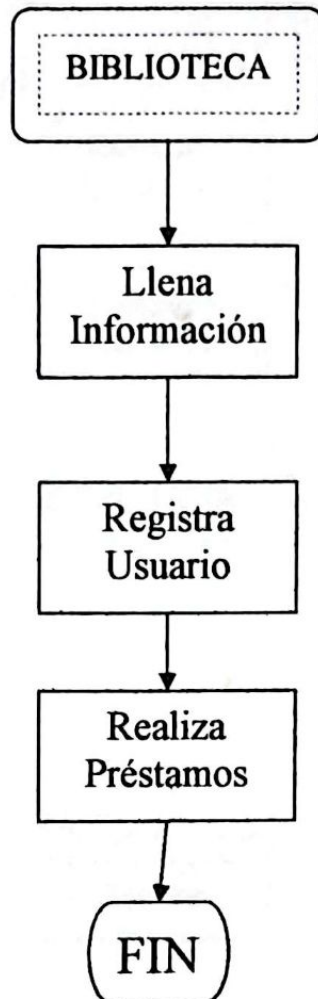 BIBLIOTECA
Llena
Información
Registra
Usuario
Realiza
Préstamos
FIN